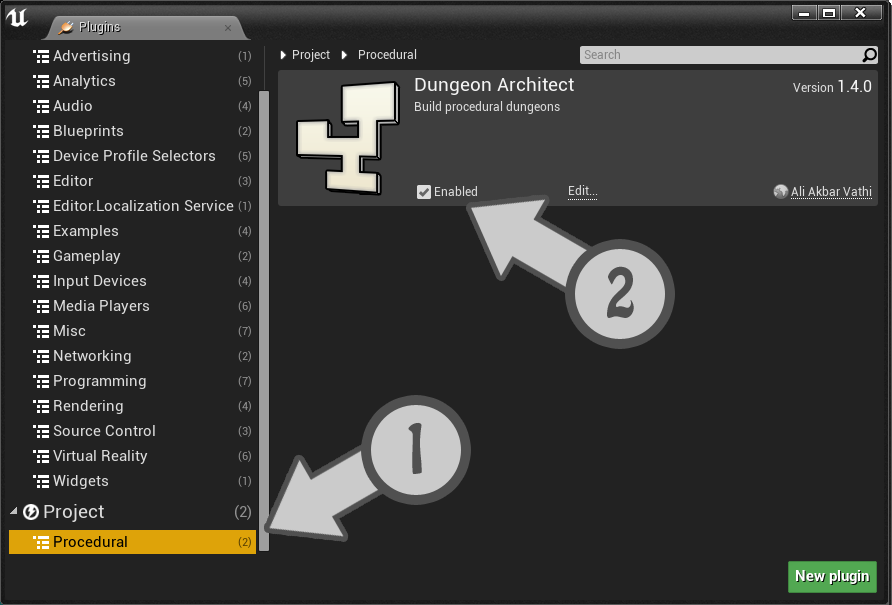 Plugins
Advertising (1)
Analytics (5)
Audio (4)
Blueprints (2)
Device Profile Selectors (5)
Editor (3)
Editor.Localization Service (1)
Examples (4)
Gameplay (2)
Input Devices (4)
Media Players (6)
Misc (7)
Networking (2)
Programming (7)
Rendering (4)
Source Control (3)
Virtual Reality (6)
Widgets (1)
Project (2)
Procedural (2)
Project Procedural
Search
Dungeon Architect
Version 1.4.0
Build procedural dungeons
Enabled
Edit...
Ali Akbar Vathi
2
1
New plugin